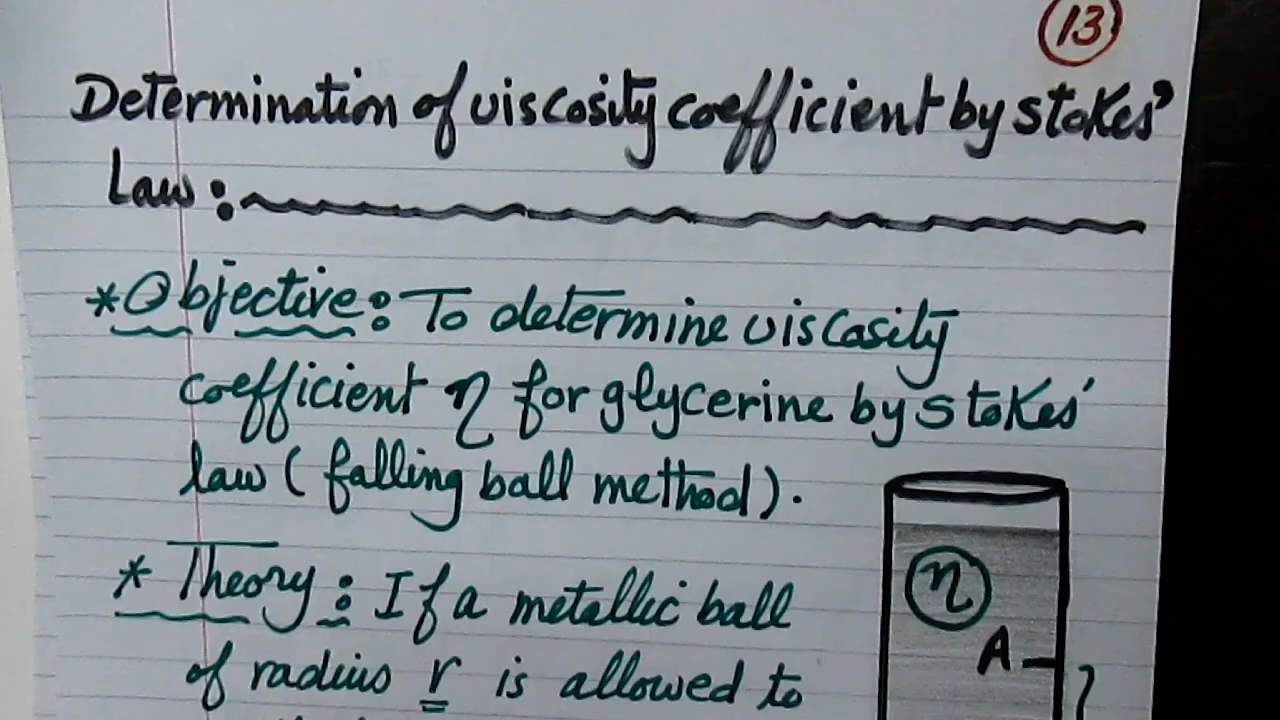 13
Determination of viscosity coefficient by stokes'
Law:
*Objective: To determine viscosity
coefficient η for glycerine by stokes'
law (falling ball method).
* Theory: If a metallic ball
of radius r is allowed to
η
A